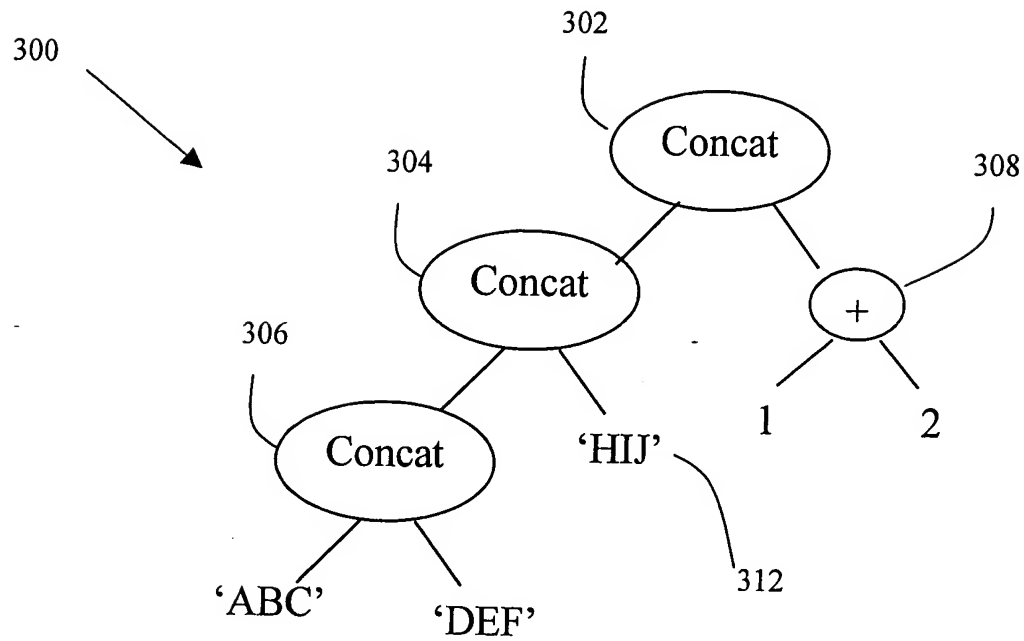 302
300
Concat
304
308
Concat
+
306
1
2
Concat
‘HIJ’
312
‘ABC’
‘DEF’